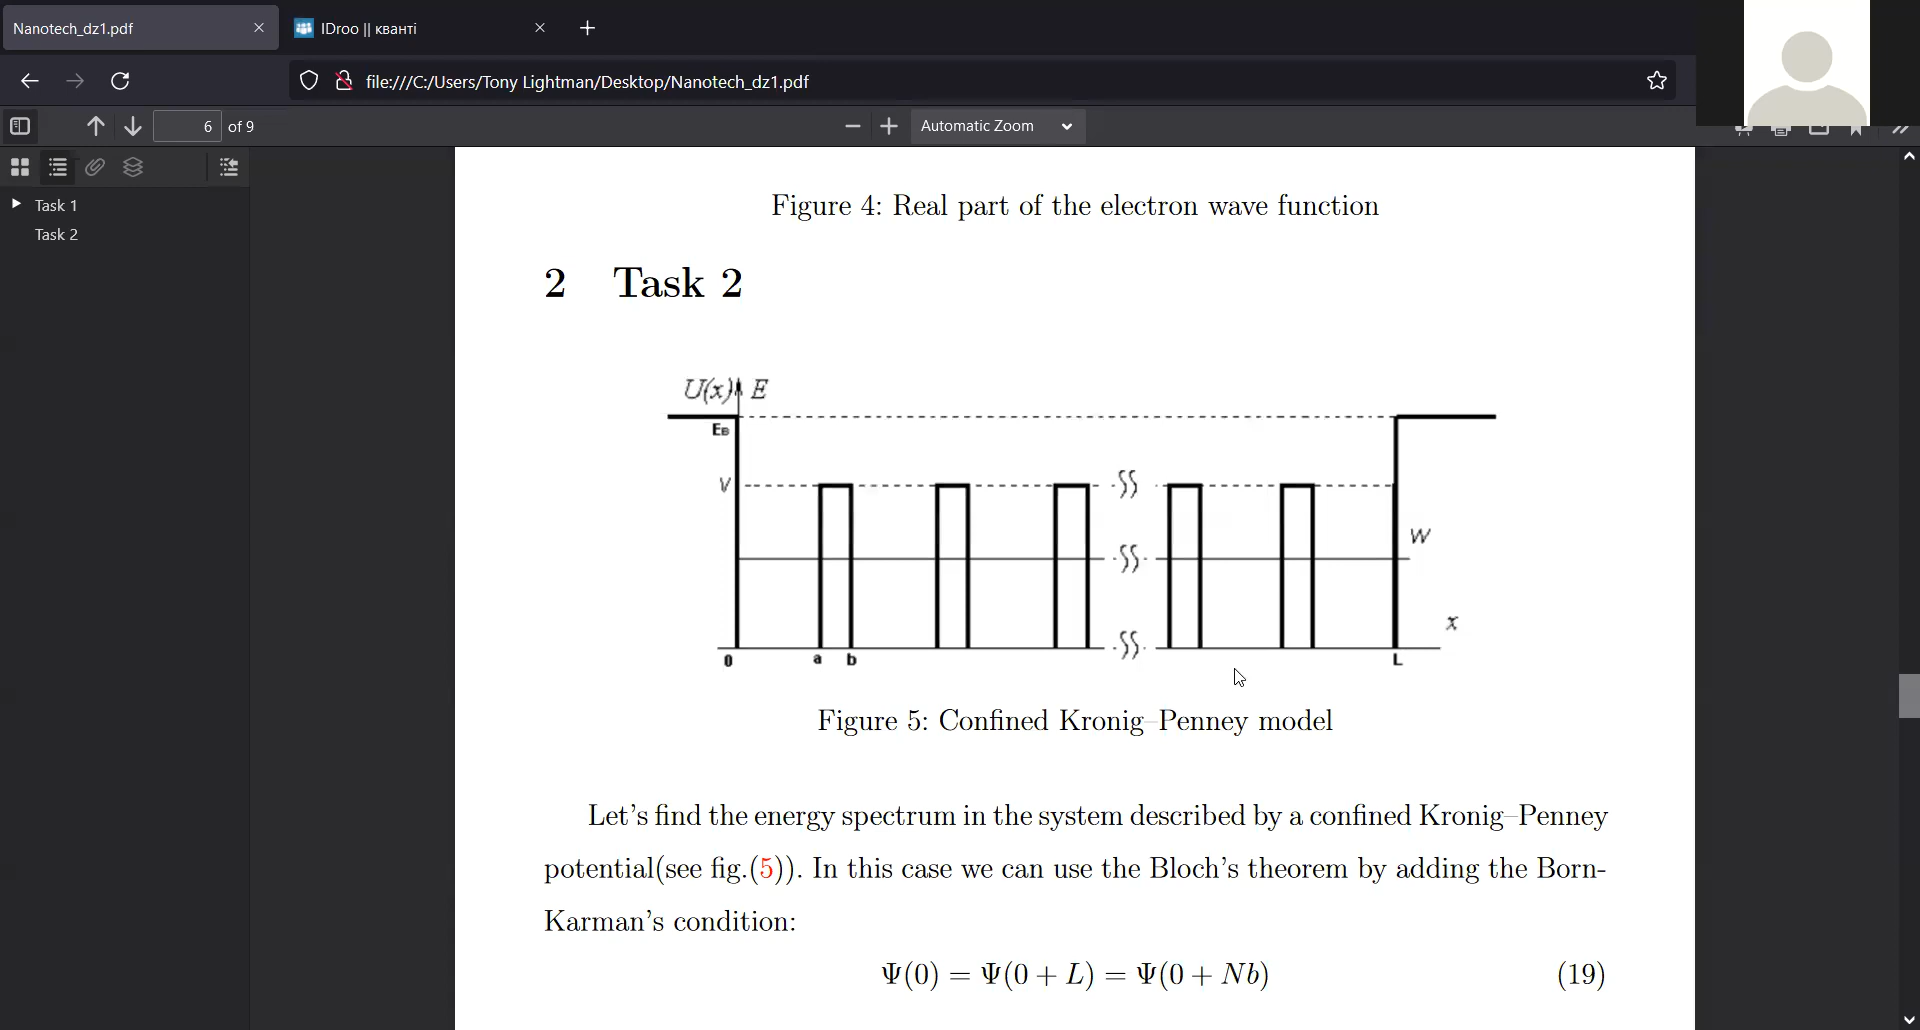 Nanotech_dz1.pdf
IDroo || кванті
file:///C:/Users/Tony Lightman/Desktop/Nanotech_dz1.pdf
6 of 9
Automatic Zoom
Task 1
Task 2
Figure 4: Real part of the electron wave function
2 Task 2
U(x) E
EB
V
W
x
0 a b L
Figure 5: Confined Kronig–Penney model
Let's find the energy spectrum in the system described by a confined Kronig–Penney
potential(see fig.(5)). In this case we can use the Bloch's theorem by adding the Born-
Karman's condition:
Ψ(0) = Ψ(0 + L) = Ψ(0 + Nb) (19)